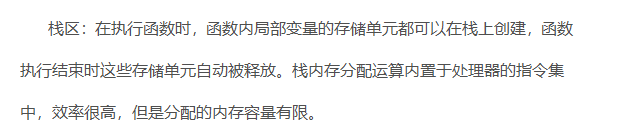 栈区：在执行函数时，函数内局部变量的存储单元都可以在栈上创建，函数
执行结束时这些存储单元自动被释放。栈内存分配运算内置于处理器的指令集
中，效率很高，但是分配的内存容量有限。